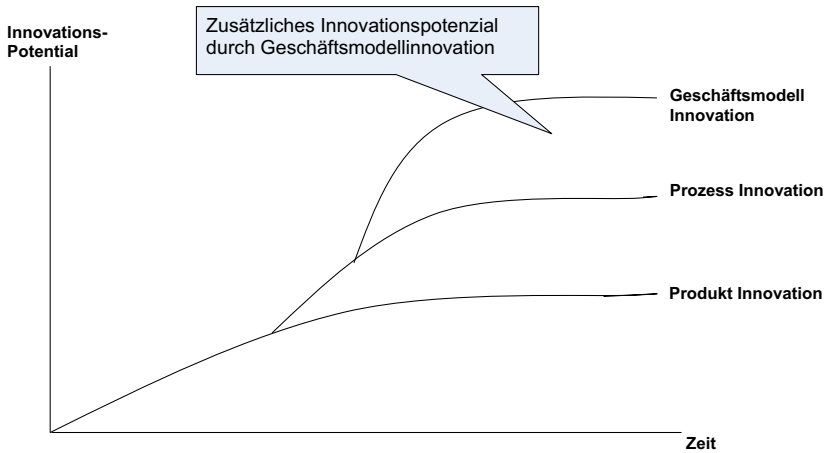 Innovations-
Potential
Zusätzliches Innovationspotenzial
durch Geschäftsmodellinnovation
Geschäftsmodell
Innovation
Prozess Innovation
Produkt Innovation
Zeit